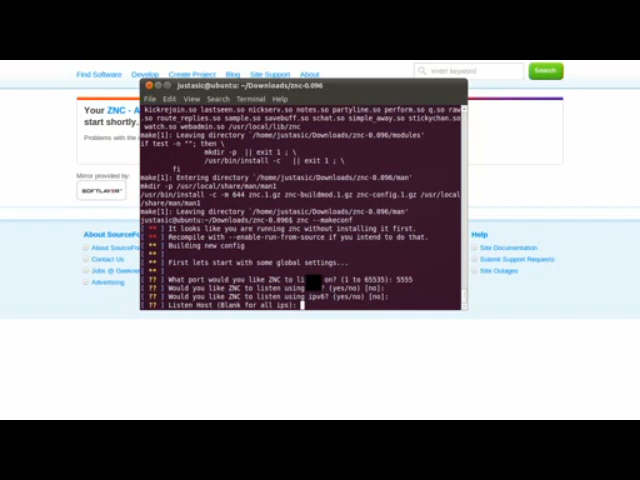 Find Software Develop Create Project Blog Site Support About
enter keyword
Search
justasic@ubuntu: ~/Downloads/znc-0.096
File Edit View Search Terminal Help
Your ZNC - A
start shortly
Problems with the
Mirror provided by:
SOFTLAYER
kickrejoin.so lastseen.so nickserv.so notes.so partyline.so perform.so q.so raw
.so route_replies.so sample.so savebuff.so schat.so simple_away.so stickychan.so
watch.so webadmin.so /usr/local/lib/znc
make[1]: Leaving directory `/home/justasic/Downloads/znc-0.096/modules'
if test -n ""; then \
mkdir -p || exit 1 ; \
/usr/bin/install -c || exit 1 ; \
fi
make[1]: Entering directory `/home/justasic/Downloads/znc-0.096/man'
mkdir -p /usr/local/share/man/man1
/usr/bin/install -c -m 644 znc.1.gz znc-buildmod.1.gz znc-config.1.gz /usr/local
/share/man/man1
make[1]: Leaving directory `/home/justasic/Downloads/znc-0.096/man'
justasic@ubuntu:~/Downloads/znc-0.096$ znc --makeconf
[ ** ] It looks like you are running znc without installing it first.
[ ** ] Recompile with --enable-run-from-source if you intend to do that.
[ ** ] Building new config
[ ** ]
[ ** ] First lets start with some global settings...
[ ** ]
[ ?? ] What port would you like ZNC to li on? (1 to 65535): 5555
[ ?? ] Would you like ZNC to listen using ? (yes/no) [no]:
[ ?? ] Would you like ZNC to listen using ipv6? (yes/no) [no]:
[ ?? ] Listen Host (Blank for all ips):
About SourceFo
About SourceFo
Contact Us
Jobs @ Geeknet
Advertising
Help
Site Documentation
Submit Support Requests
Site Outages